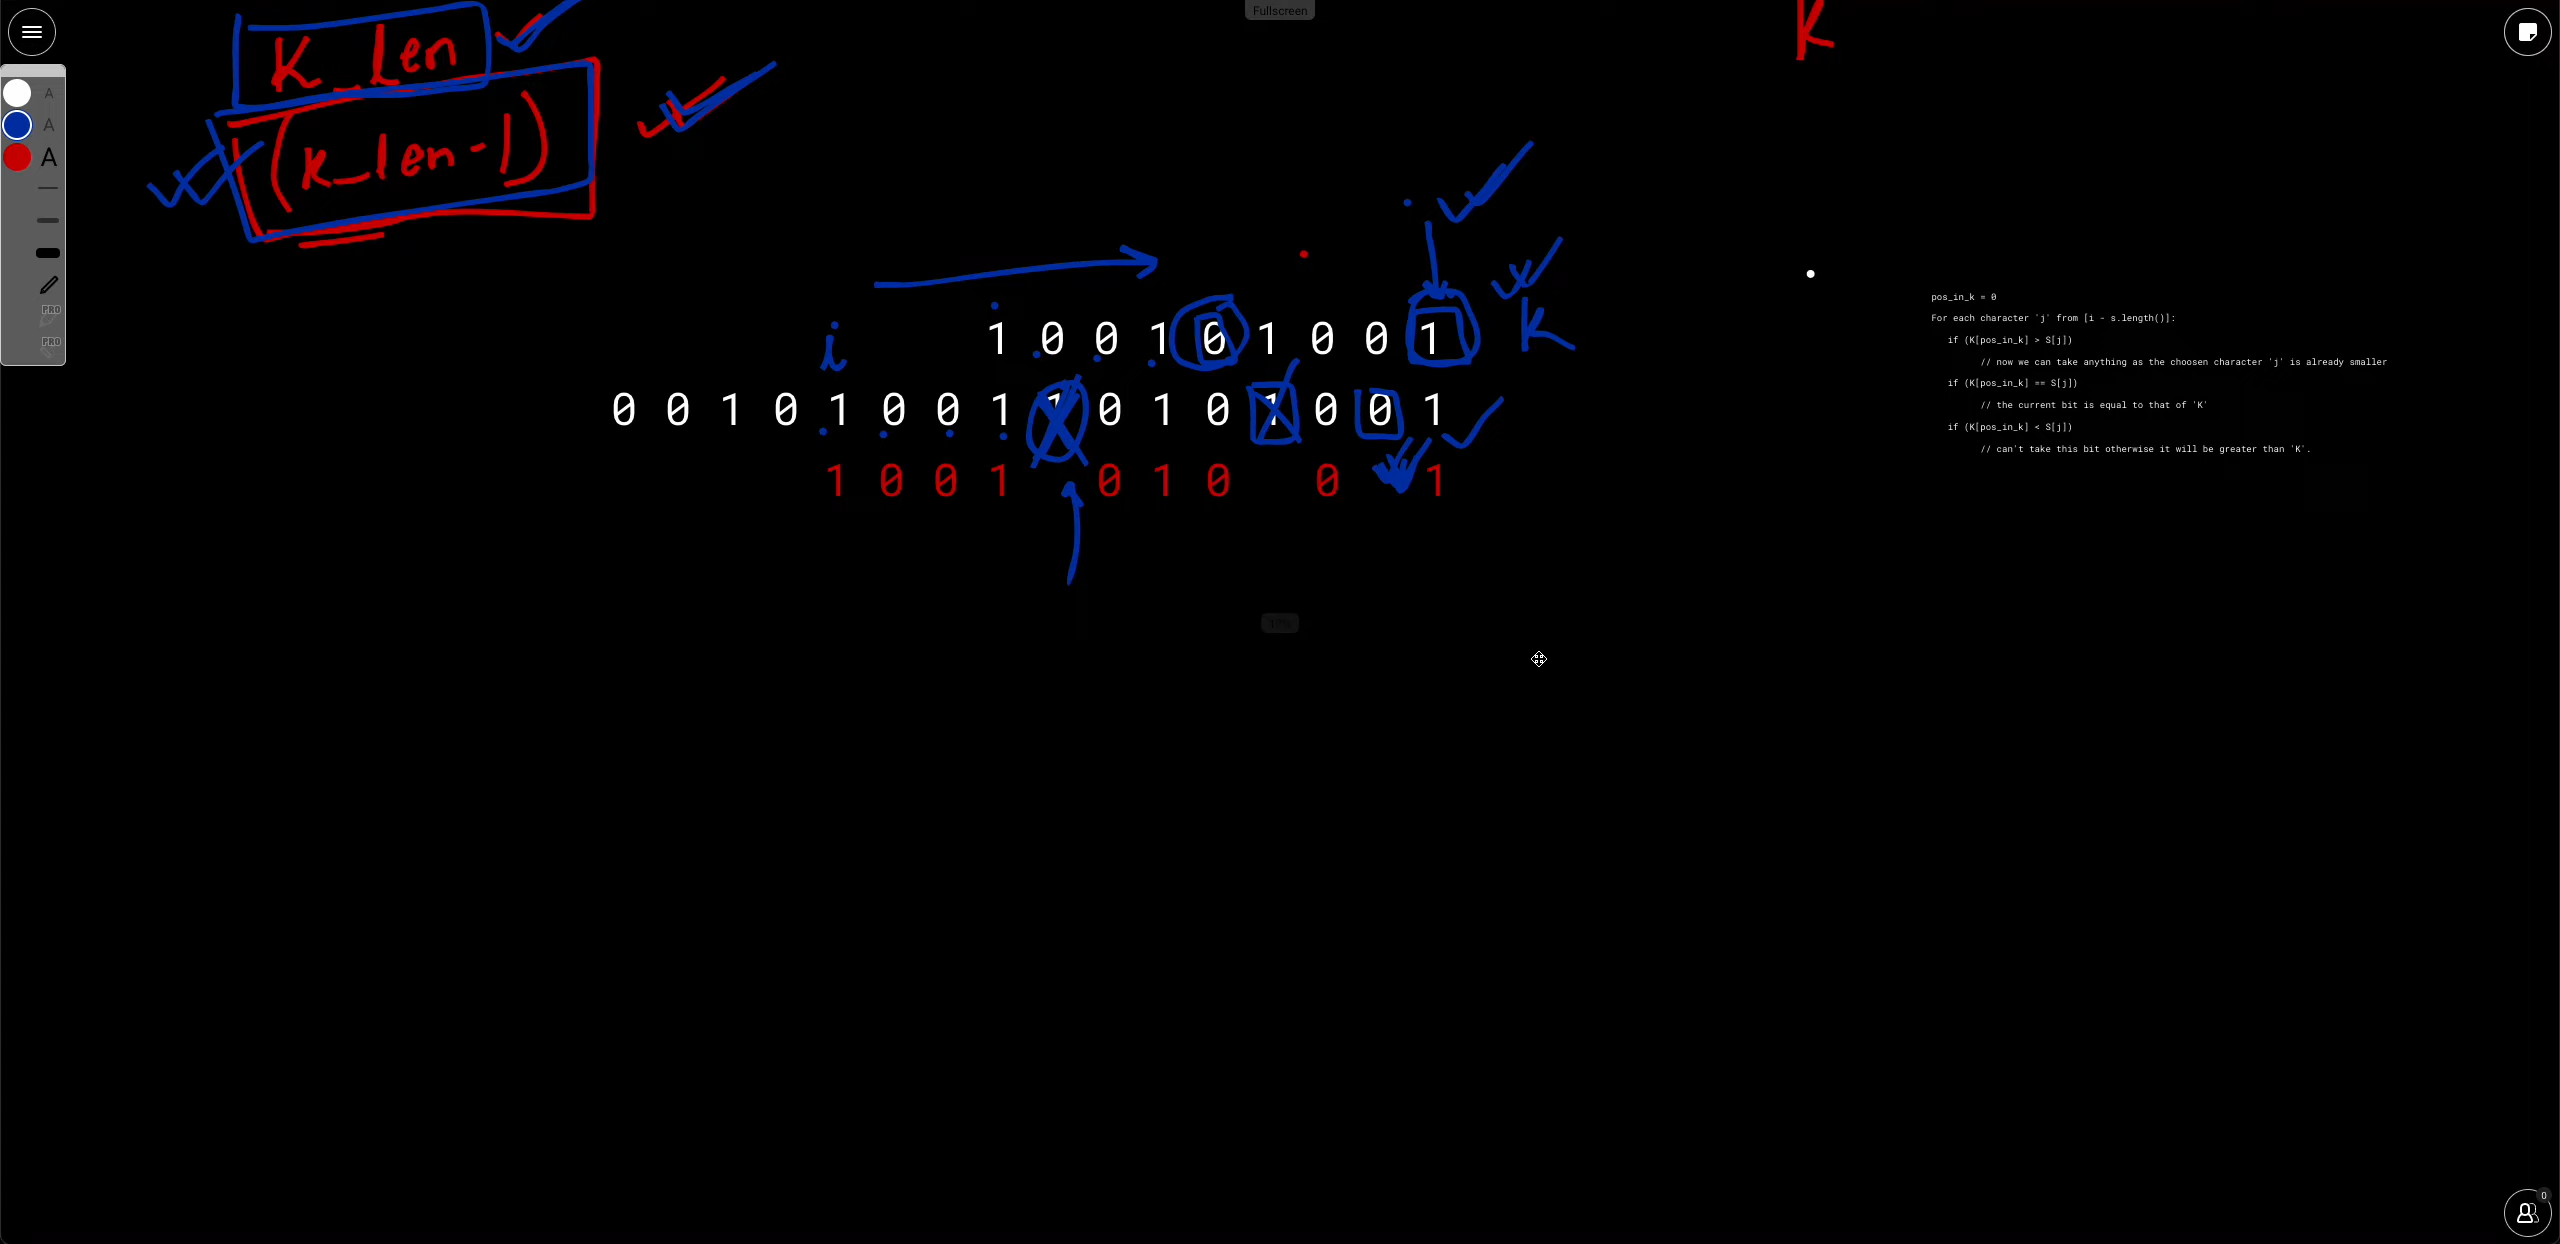 Fullscreen
K_len
K
(k_len-1)
A
A
A
PRO
PRO
1 0 0 1 0 1 0 0 1 K
i
0 0 1 0 1 0 0 1 1 0 1 0 1 0 0 1
1 0 0 1 0 1 0 0 1
pos_in_k = 0
For each character 'j' from [i - s.length()]:
if (K[pos_in_k] > S[j])
// now we can take anything as the choosen character 'j' is already smaller
if (K[pos_in_k] == S[j])
// the current bit is equal to that of 'K'
if (K[pos_in_k] < S[j])
// can't take this bit otherwise it will be greater than 'K'.
0